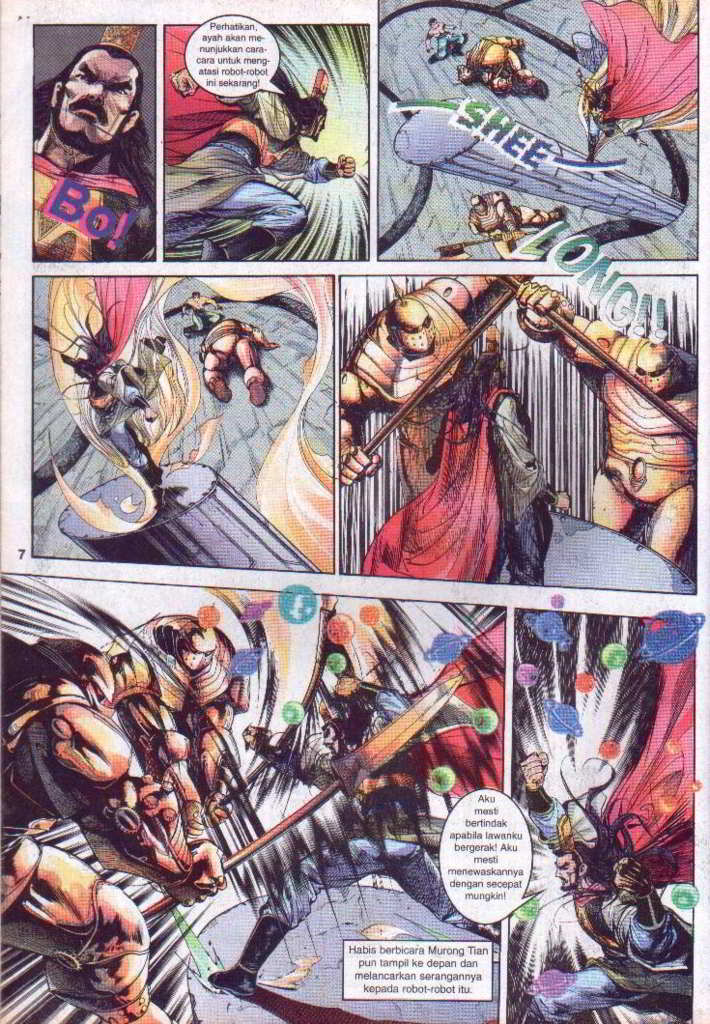 Perhatikan,
ayah akan me-
nunjukkan cara-
cara untuk meng-
atasi robot-robot
ini sekarang!
Bo!
SHEE
LONG!!
7
Aku
mesti
bertindak
apabila lawanku
bergerak! Aku
mesti
menewaskannya
dengan secepat
mungkin!
Habis berbicara Murong Tian
pun tampil ke depan dan
melancarkan serangannya
kepada robot-robot itu.